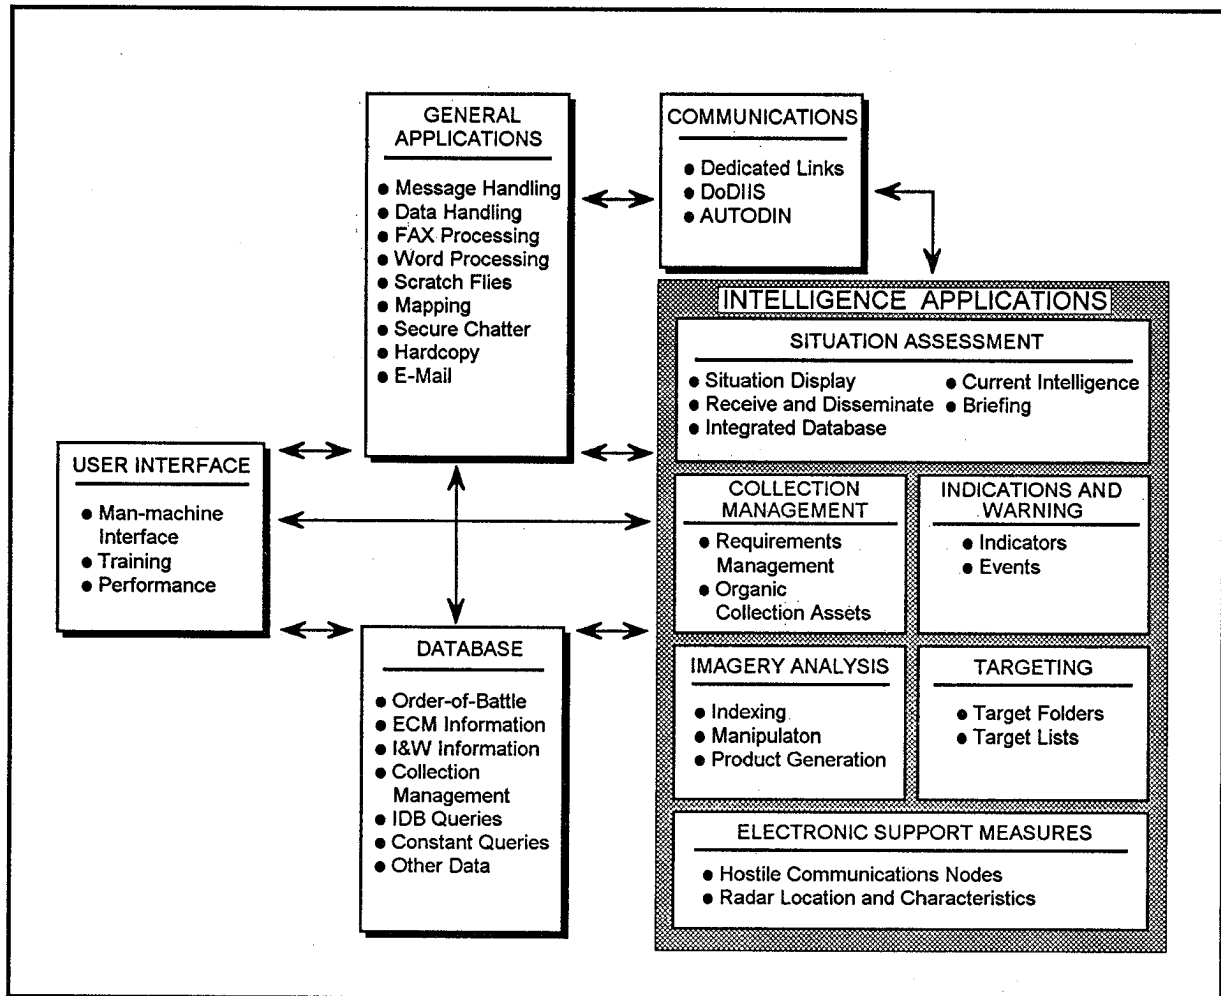 GENERAL
APPLICATIONS
● Message Handling
● Data Handling
● FAX Processing
● Word Processing
● Scratch Flies
● Mapping
● Secure Chatter
● Hardcopy
● E-Mail
COMMUNICATIONS
● Dedicated Links
● DoDIIS
● AUTODIN
USER INTERFACE
● Man-machine
Interface
● Training
● Performance
DATABASE
● Order-of-Battle
● ECM Information
● I&W Information
● Collection
Management
● IDB Queries
● Constant Queries
● Other Data
INTELLIGENCE APPLICATIONS
SITUATION ASSESSMENT
● Situation Display
● Receive and Disseminate
● Integrated Database
● Current Intelligence
● Briefing
COLLECTION
MANAGEMENT
● Requirements
Management
● Organic
Collection Assets
INDICATIONS AND
WARNING
● Indicators
● Events
IMAGERY ANALYSIS
● Indexing
● Manipulaton
● Product Generation
TARGETING
● Target Folders
● Target Lists
ELECTRONIC SUPPORT MEASURES
● Hostile Communications Nodes
● Radar Location and Characteristics